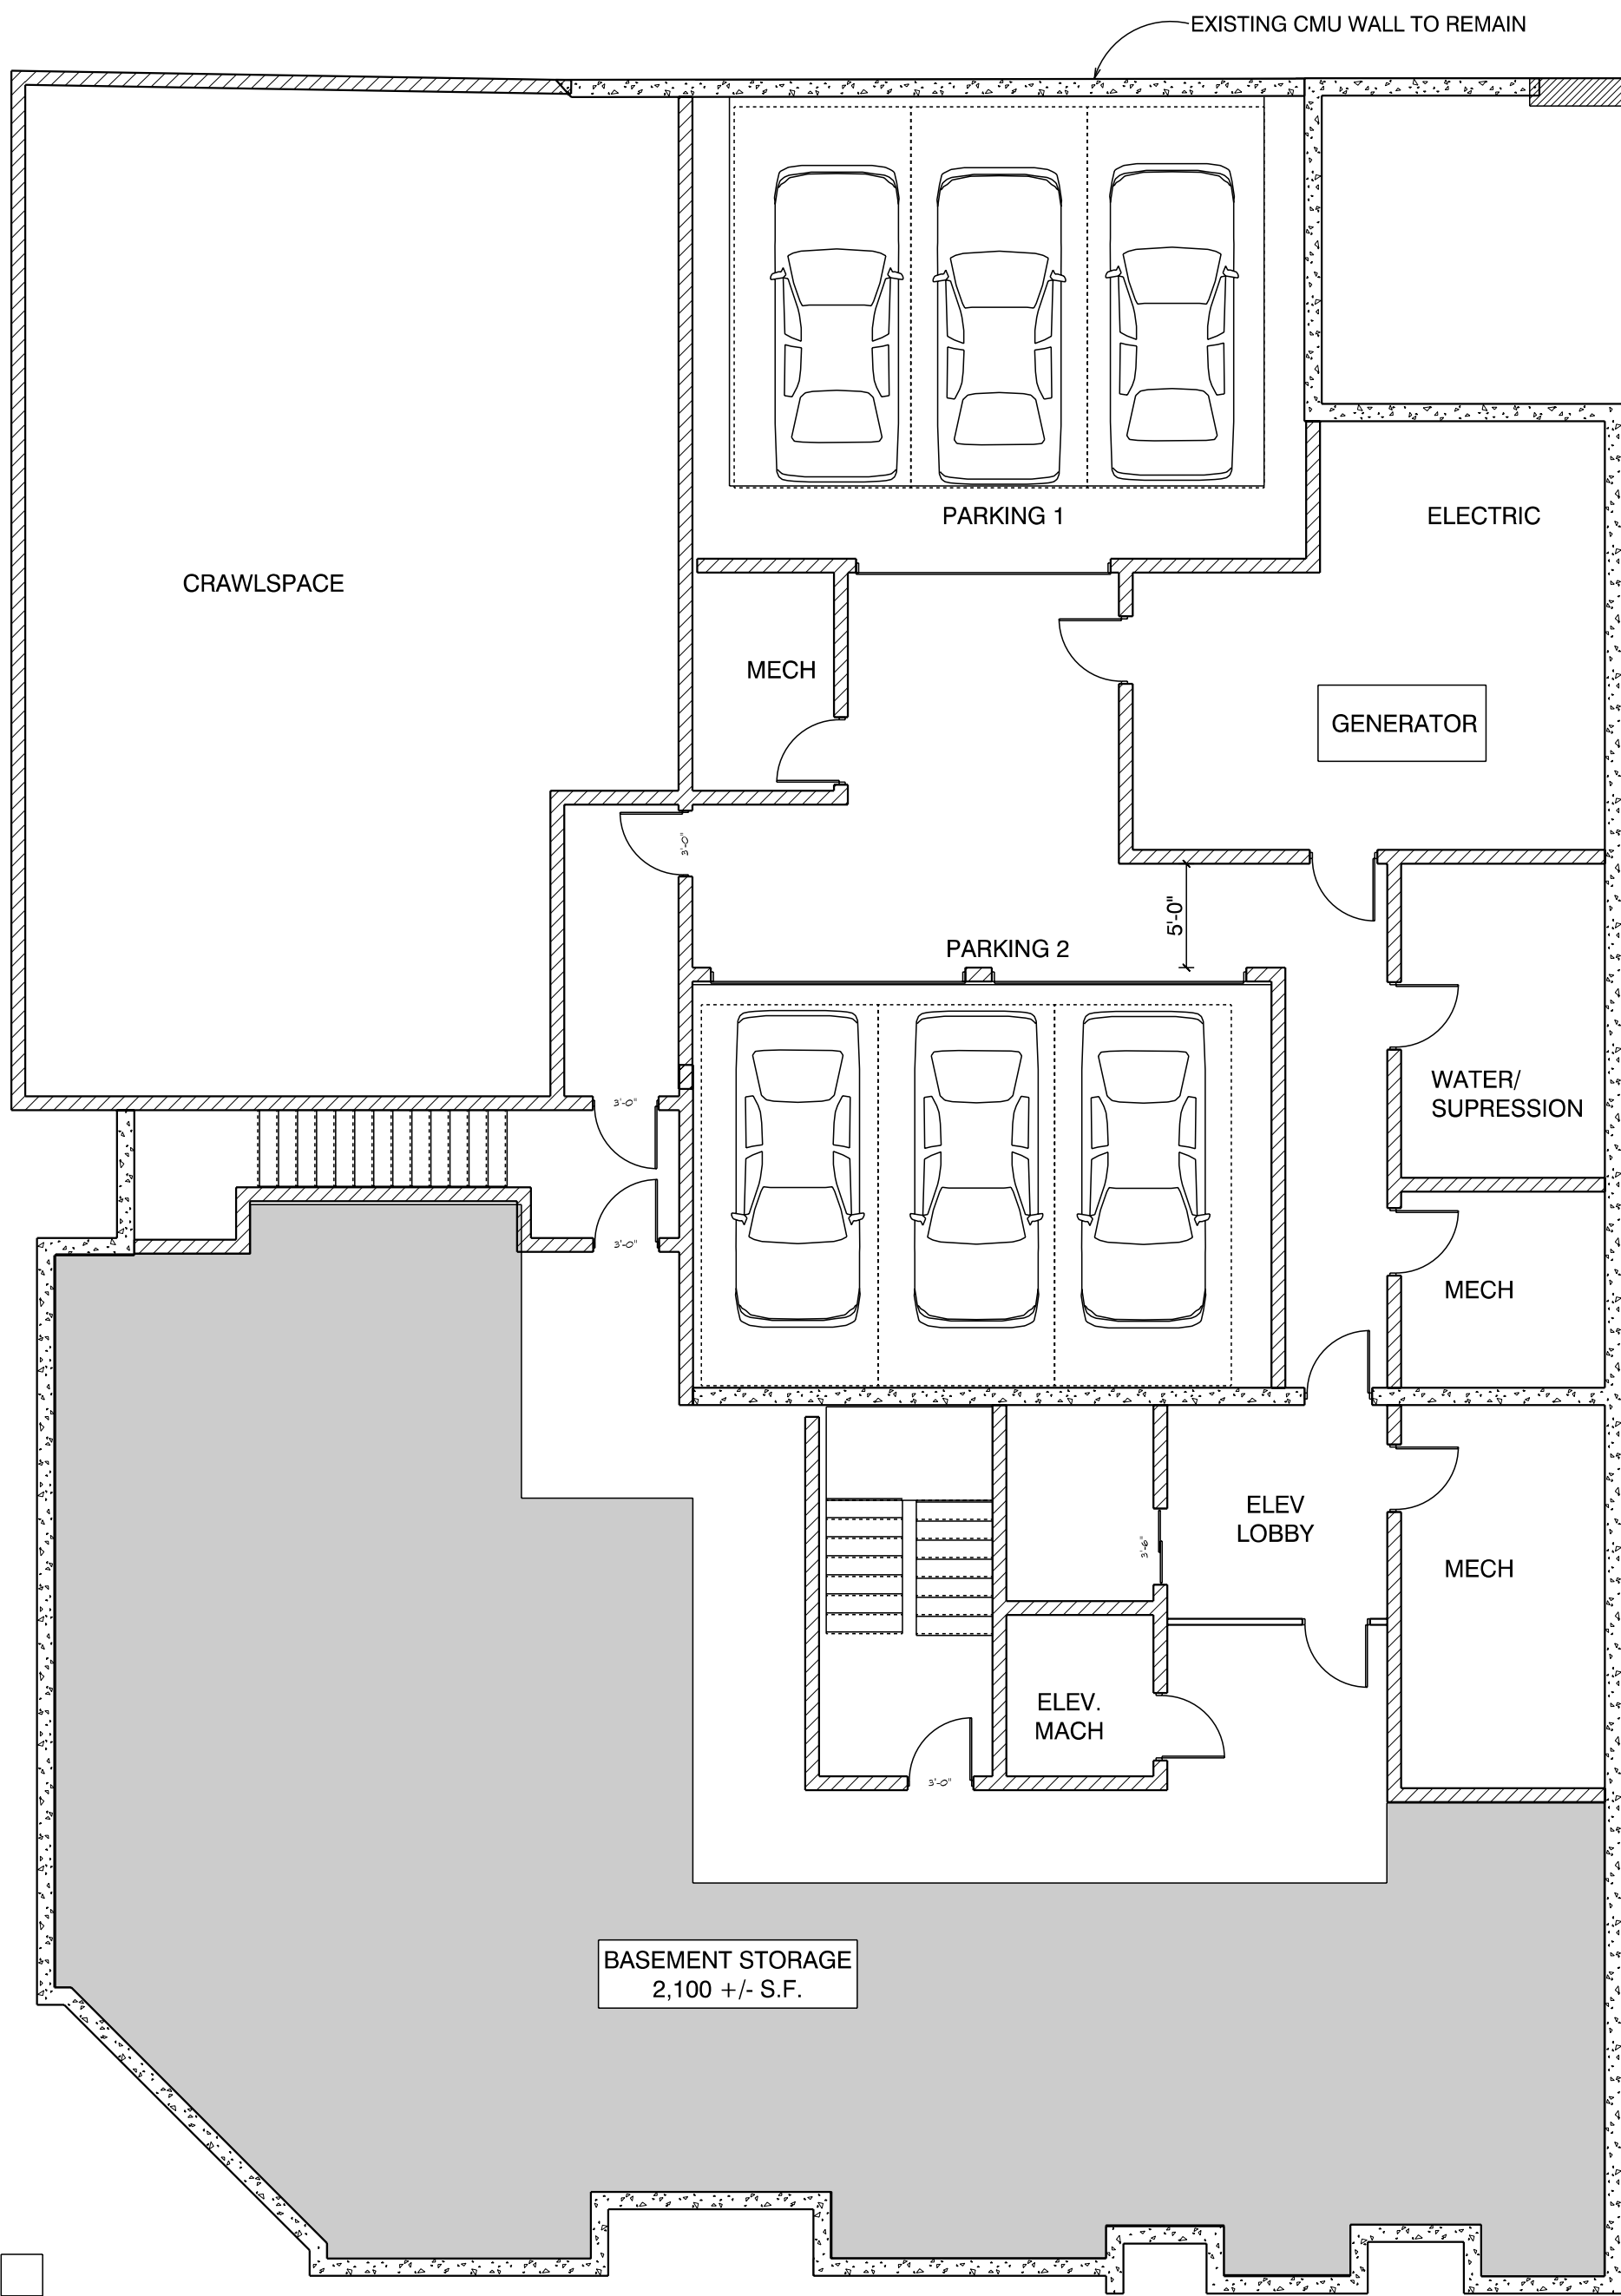 EXISTING CMU WALL TO REMAIN
PARKING 1
ELECTRIC
CRAWLSPACE
MECH
GENERATOR
3'-0"
5'-0"
PARKING 2
WATER/
SUPRESSION
3'-0"
3'-0"
MECH
ELEV
LOBBY
3'-6"
MECH
ELEV.
MACH
3'-0"
BASEMENT STORAGE
2,100 +/- S.F.